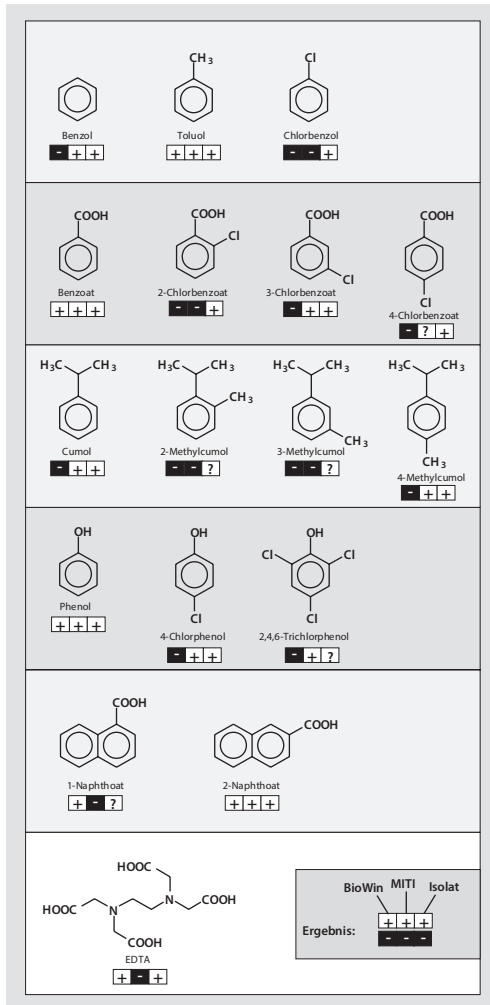 CH3
Cl
Benzol
Toluol
Chlorbenzol
- + +
+ + +
- - +
COOH
COOH
COOH
COOH
Cl
Cl
Cl
Benzoat
2-Chlorbenzoat
3-Chlorbenzoat
4-Chlorbenzoat
+ + +
- - +
- + +
- ? +
H3C CH3
H3C CH3
H3C CH3
H3C CH3
CH3
CH3
CH3
Cumol
2-Methylcumol
3-Methylcumol
4-Methylcumol
- + +
- - ?
- - ?
- + +
OH
OH
OH
Cl
Cl
Cl
Cl
Phenol
4-Chlorphenol
2,4,6-Trichlorphenol
+ + +
- + +
- + ?
COOH
COOH
1-Naphthoat
2-Naphthoat
+ - ?
+ + +
HOOC
HOOC
N
N
COOH
COOH
EDTA
+ - +
BioWin MITI Isolat
Ergebnis:
+ + +
- - -